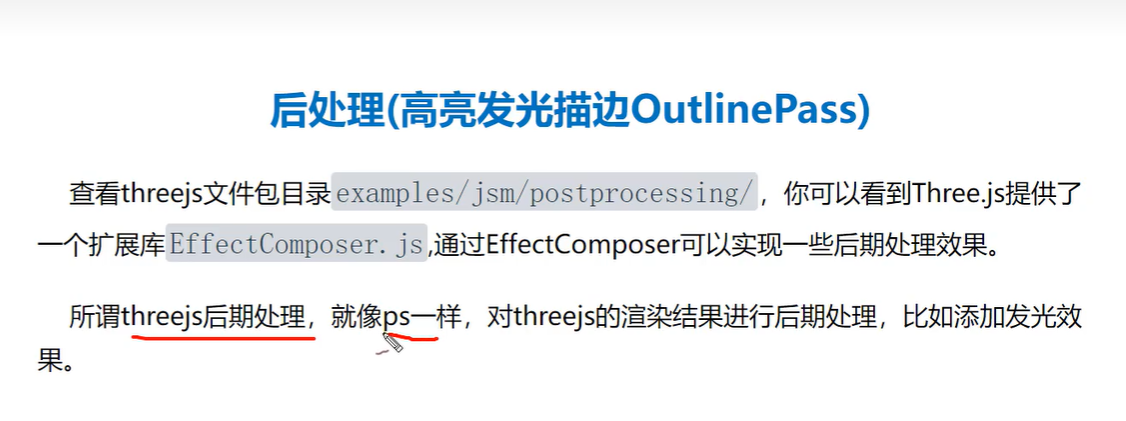 后处理(高亮发光描边OutlinePass)
查看threejs文件包目录examples/jsm/postprocessing/，你可以看到Three.js提供了
一个扩展库EffectComposer.js,通过EffectComposer可以实现一些后期处理效果。
所谓threejs后期处理，就像ps一样，对threejs的渲染结果进行后期处理，比如添加发光效
果。